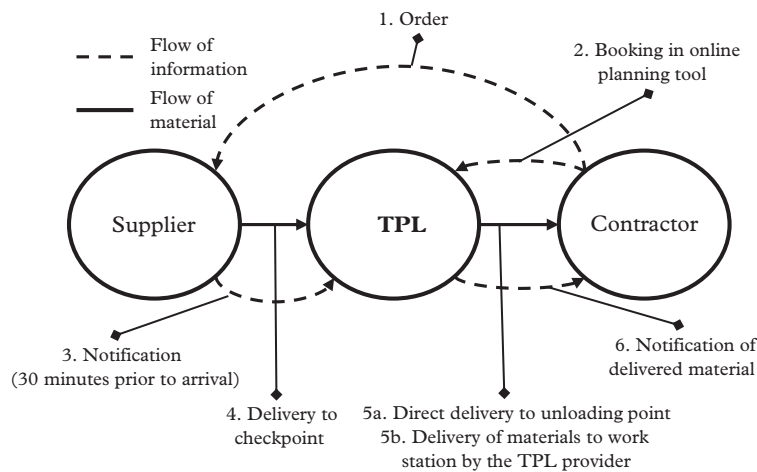 1. Order
Flow of
information
2. Booking in online
planning tool
Flow of
material
Supplier
TPL
Contractor
3. Notification
(30 minutes prior to arrival)
6. Notification of
delivered material
4. Delivery to
checkpoint
5a. Direct delivery to unloading point
5b. Delivery of materials to work
station by the TPL provider